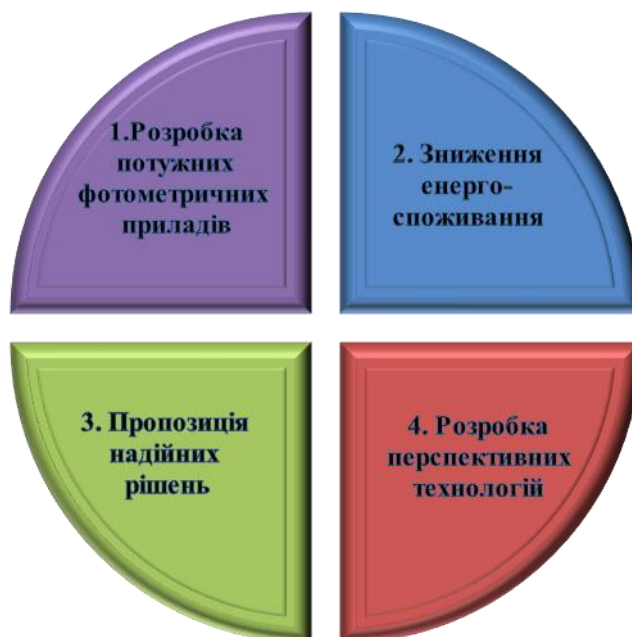 1.Розробка
потужних
фотометричних
приладів
2. Зниження
енерго-
споживання
3. Пропозиція
надійних
рішень
4. Розробка
перспективних
технологій